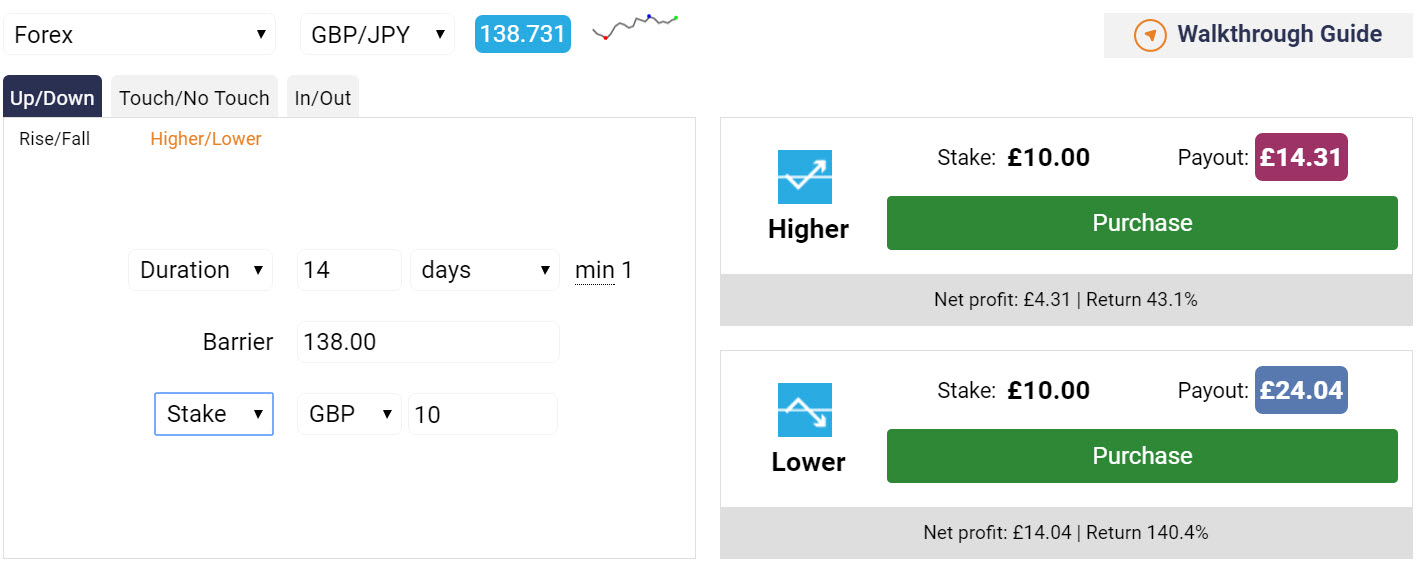 Forex GBP/JPY 138.731 Walkthrough Guide
Up/Down Touch/No Touch In/Out
Rise/Fall Higher/Lower
Duration 14 days min 1
Barrier 138.00
Stake GBP 10
Stake: £10.00 Payout: £14.31
Higher
Purchase
Net profit: £4.31 | Return 43.1%
Stake: £10.00 Payout: £24.04
Lower
Purchase
Net profit: £14.04 | Return 140.4%